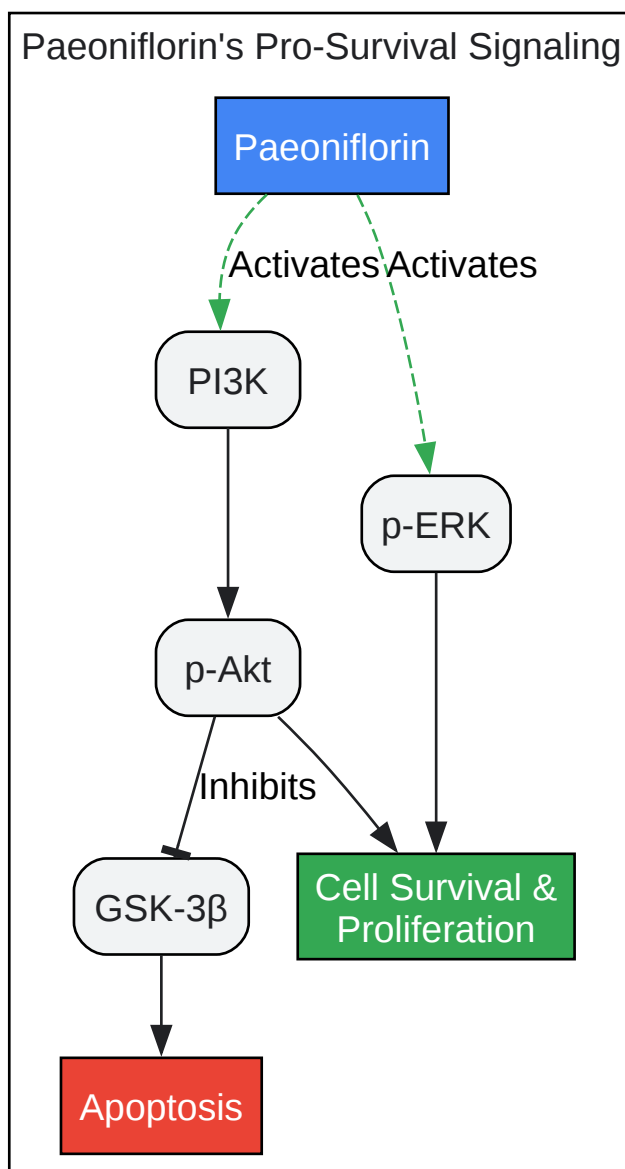 Paeoniflorin's Pro-Survival Signaling
Paeoniflorin
Activates
Activates
PI3K
p-ERK
p-Akt
Inhibits
GSK-3β
Cell Survival &
Proliferation
Apoptosis